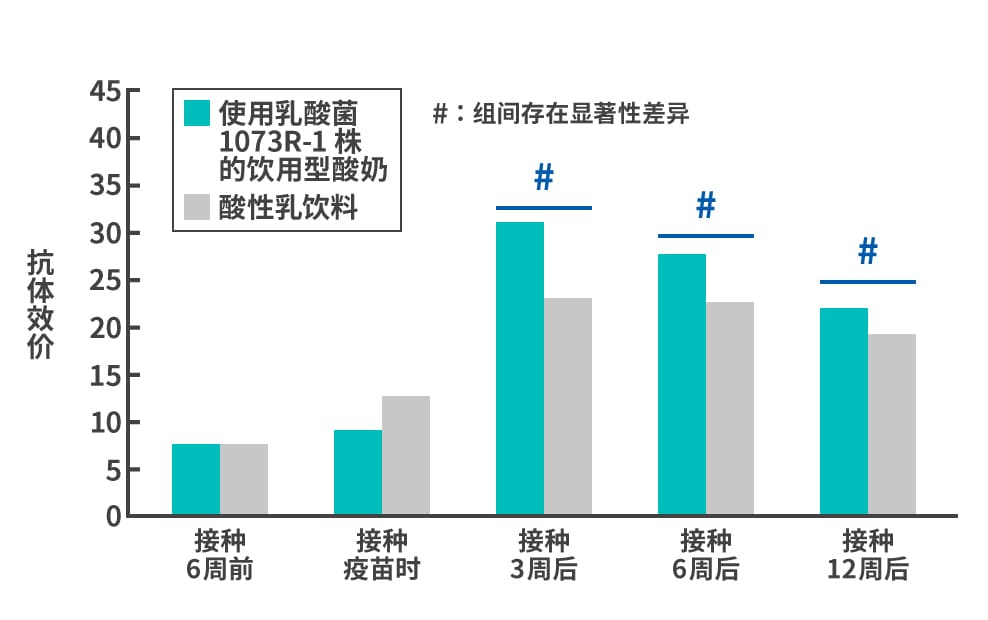 45
40
35
30
25
20
15
10
5
0
抗体效价
使用乳酸菌
1073R-1 株
的饮用型酸奶
酸性乳饮料
#：组间存在显著性差异
#
#
#
接种
6周前
接种
疫苗时
接种
3周后
接种
6周后
接种
12周后